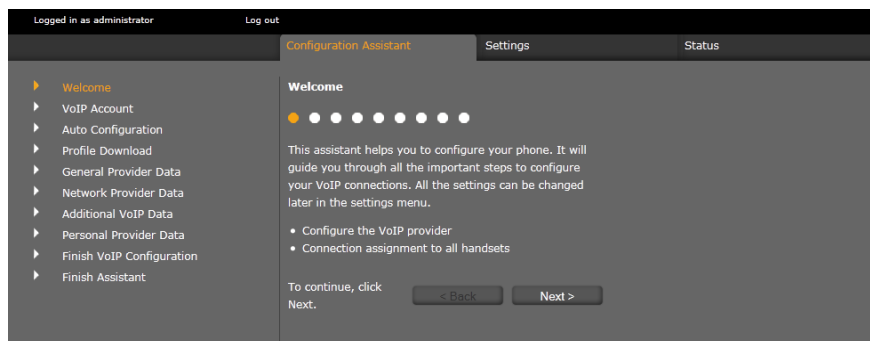 Logged in as administrator Log out
Configuration Assistant Settings Status
Welcome
VoIP Account
Auto Configuration
Profile Download
General Provider Data
Network Provider Data
Additional VoIP Data
Personal Provider Data
Finish VoIP Configuration
Finish Assistant
Welcome
This assistant helps you to configure your phone. It will
guide you through all the important steps to configure
your VoIP connections. All the settings can be changed
later in the settings menu.
• Configure the VoIP provider
• Connection assignment to all handsets
To continue, click
Next.
< Back Next >